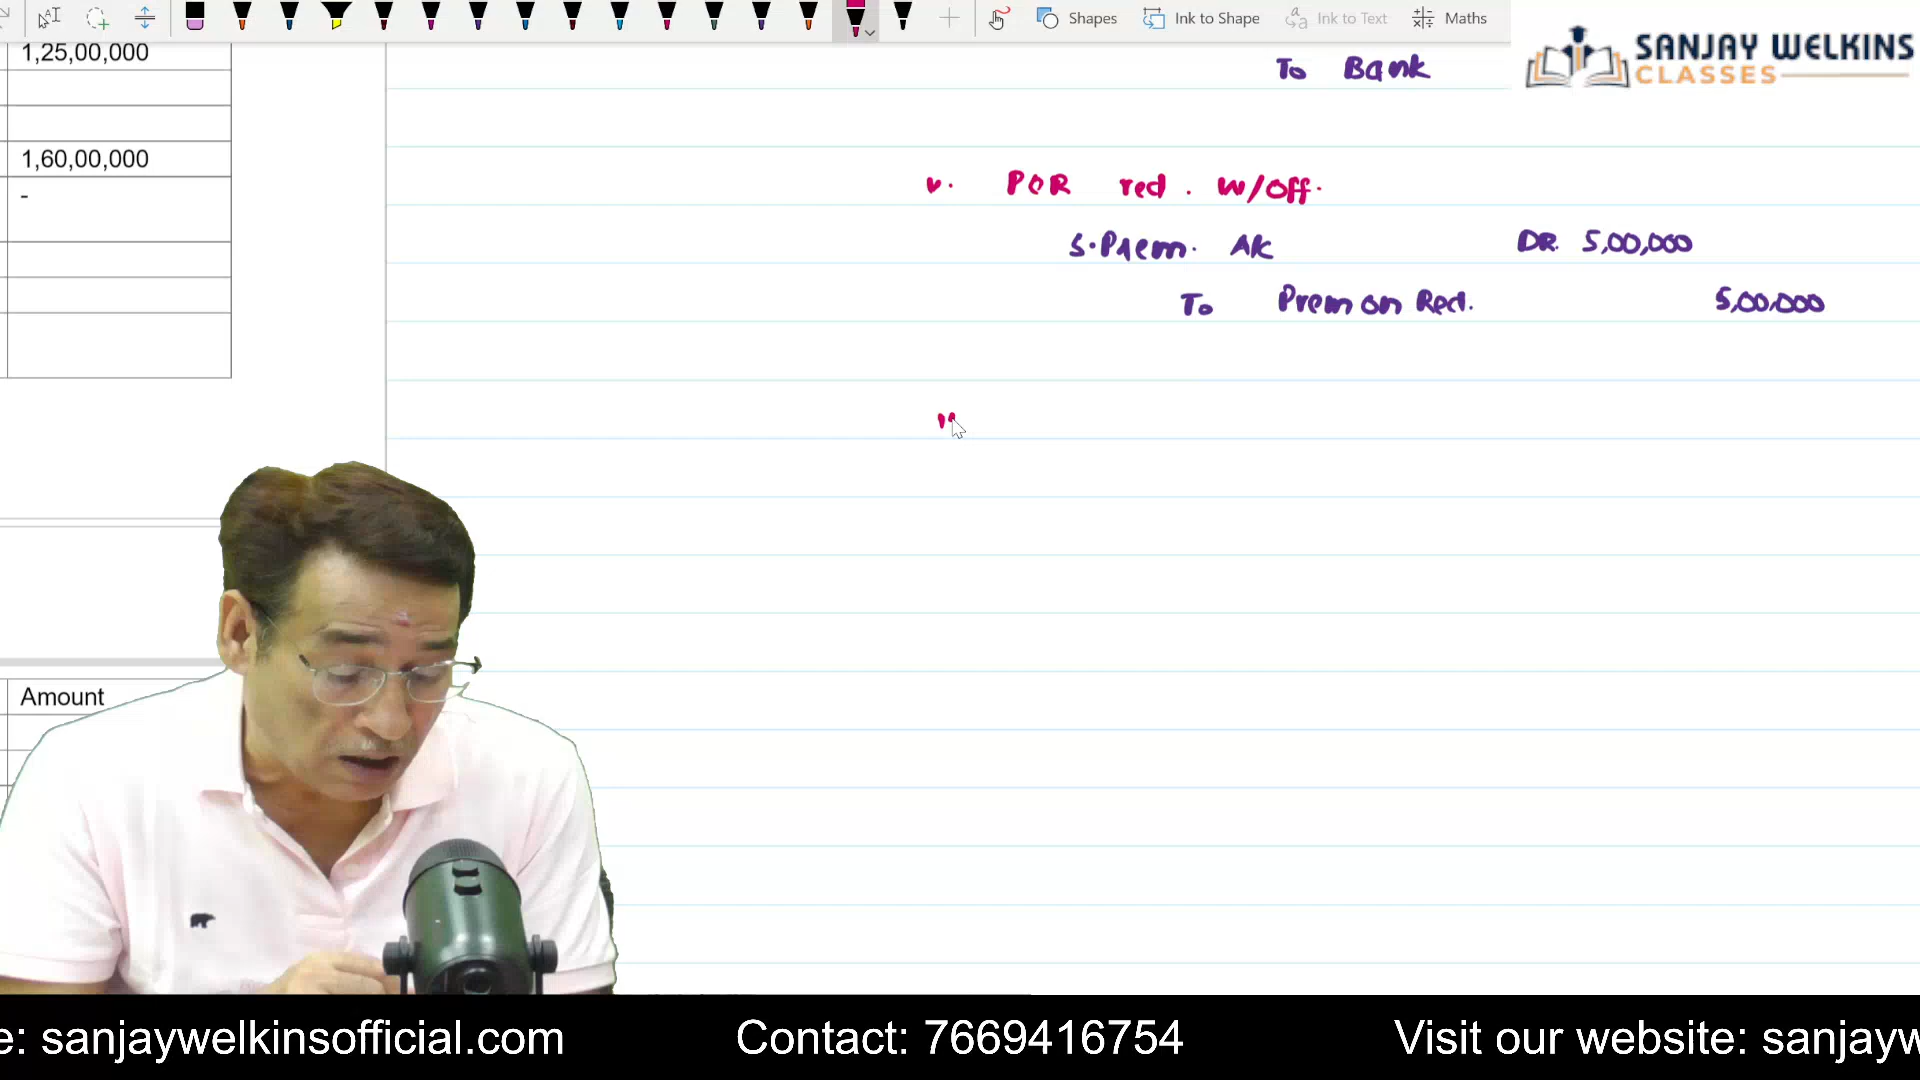 Shapes Ink to Shape Ink to Text Maths
SANJAY WELKINS
CLASSES
1,25,00,000
To Bank
1,60,00,000
-
v. POR red. W/off.
S.Prem. A/c DR. 5,00,000
To Prem on Red. 5,00,000
Amount
e: sanjaywelkinsofficial.com Contact: 7669416754 Visit our website: sanjayw